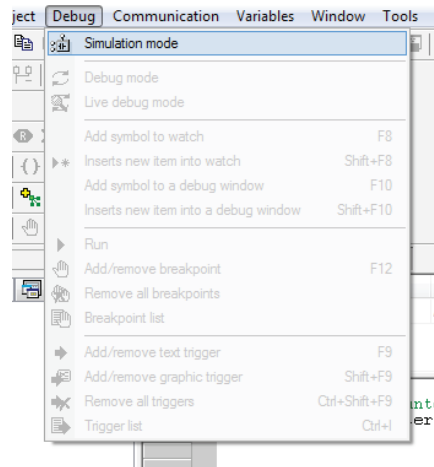 ject Debug Communication Variables Window Tools
Simulation mode
Debug mode
Live debug mode
Add symbol to watch F8
Inserts new item into watch Shift+F8
Add symbol to a debug window F10
Inserts new item into a debug window Shift+F10
Run
Add/remove breakpoint F12
Remove all breakpoints
Breakpoint list
Add/remove text trigger F9
Add/remove graphic trigger Shift+F9
Remove all triggers Ctrl+Shift+F9
Trigger list Ctrl+I